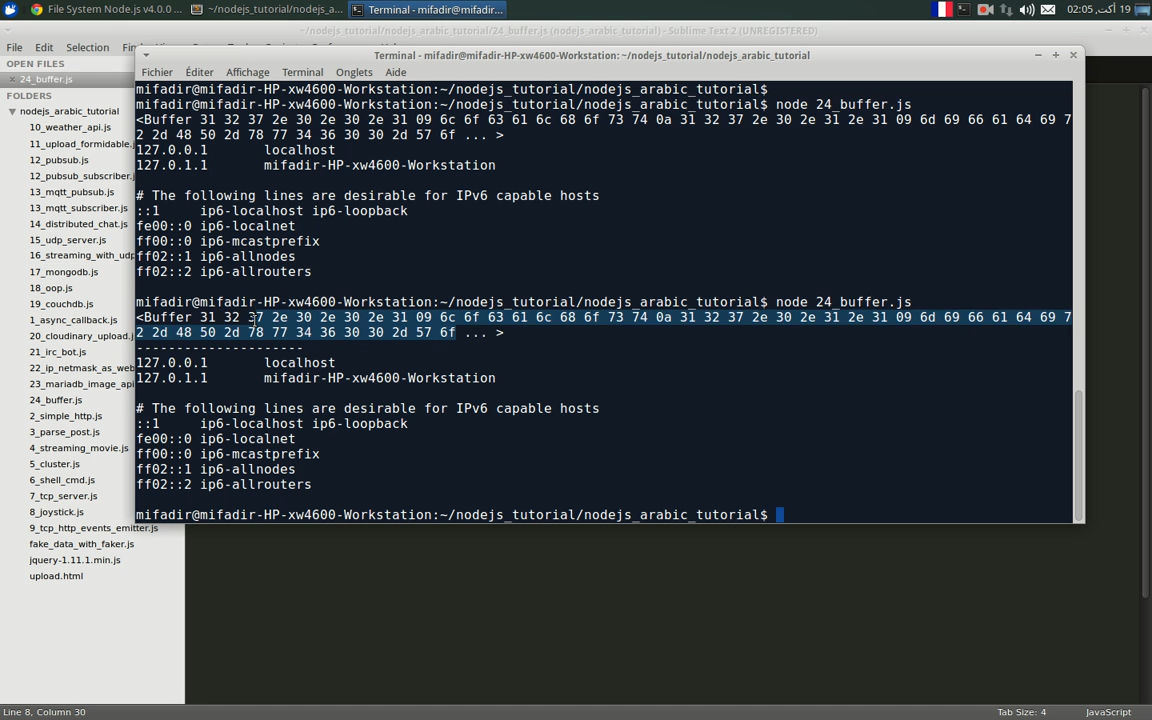 File System Node.js v4.0.0 ...
~/nodejs_tutorial/nodejs_a...
Terminal - mifadir@mifadir...
02:05 ,أكت 19
~/nodejs_tutorial/nodejs_arabic_tutorial/24_buffer.js (nodejs_arabic_tutorial) - Sublime Text 2 (UNREGISTERED)
File Edit Selection
OPEN FILES
24_buffer.js
FOLDERS
nodejs_arabic_tutorial
10_weather_api.js
11_upload_formidable.
12_pubsub.js
12_pubsub_subscriber.
13_mqtt_pubsub.js
13_mqtt_subscriber.js
14_distributed_chat.js
15_udp_server.js
16_streaming_with_udp
17_mongodb.js
18_oop.js
19_couchdb.js
1_async_callback.js
20_cloudinary_upload.
21_irc_bot.js
22_ip_netmask_as_web
23_mariadb_image_api
24_buffer.js
2_simple_http.js
3_parse_post.js
4_streaming_movie.js
5_cluster.js
6_shell_cmd.js
7_tcp_server.js
8_joystick.js
9_tcp_http_events_emitter.js
fake_data_with_faker.js
jquery-1.11.1.min.js
upload.html
Terminal - mifadir@mifadir-HP-xw4600-Workstation: ~/nodejs_tutorial/nodejs_arabic_tutorial
Fichier Éditer Affichage Terminal Onglets Aide
mifadir@mifadir-HP-xw4600-Workstation:~/nodejs_tutorial/nodejs_arabic_tutorial$
mifadir@mifadir-HP-xw4600-Workstation:~/nodejs_tutorial/nodejs_arabic_tutorial$ node 24_buffer.js
<Buffer 31 32 37 2e 30 2e 30 2e 31 09 6c 6f 63 61 6c 68 6f 73 74 0a 31 32 37 2e 30 2e 31 2e 31 09 6d 69 66 61 64 69 7
2 2d 48 50 2d 78 77 34 36 30 30 2d 57 6f ... >
127.0.0.1 localhost
127.0.1.1 mifadir-HP-xw4600-Workstation
# The following lines are desirable for IPv6 capable hosts
::1 ip6-localhost ip6-loopback
fe00::0 ip6-localnet
ff00::0 ip6-mcastprefix
ff02::1 ip6-allnodes
ff02::2 ip6-allrouters
mifadir@mifadir-HP-xw4600-Workstation:~/nodejs_tutorial/nodejs_arabic_tutorial$ node 24_buffer.js
<Buffer 31 32 37 2e 30 2e 30 2e 31 09 6c 6f 63 61 6c 68 6f 73 74 0a 31 32 37 2e 30 2e 31 2e 31 09 6d 69 66 61 64 69 7
2 2d 48 50 2d 78 77 34 36 30 30 2d 57 6f ... >
---------------------
127.0.0.1 localhost
127.0.1.1 mifadir-HP-xw4600-Workstation
# The following lines are desirable for IPv6 capable hosts
::1 ip6-localhost ip6-loopback
fe00::0 ip6-localnet
ff00::0 ip6-mcastprefix
ff02::1 ip6-allnodes
ff02::2 ip6-allrouters
mifadir@mifadir-HP-xw4600-Workstation:~/nodejs_tutorial/nodejs_arabic_tutorial$
Line 8, Column 30
Tab Size: 4
JavaScript